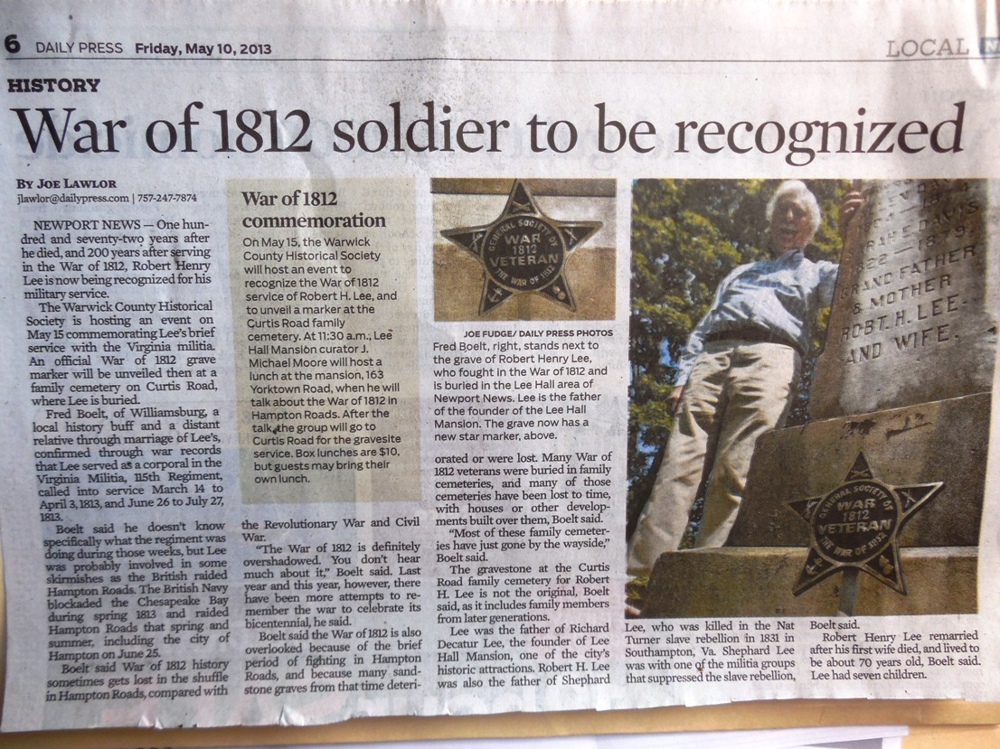 6 DAILY PRESS Friday, May 10, 2013
LOCAL N
HISTORY
War of 1812 soldier to be recognized
BY JOE LAWLOR
jlawlor@dailypress.com | 757-247-7874
NEWPORT NEWS — One hun-
dred and seventy-two years after
he died, and 200 years after serving
in the War of 1812, Robert Henry
Lee is now being recognized for his
military service.
The Warwick County Historical
Society is hosting an event on
May 15 commemorating Lee's brief
service with the Virginia militia.
An official War of 1812 grave
marker will be unveiled then at a
family cemetery on Curtis Road,
where Lee is buried.
Fred Boelt, of Williamsburg, a
local history buff and a distant
relative through marriage of Lee's,
confirmed through war records
that Lee served as a corporal in the
Virginia Militia, 115th Regiment,
called into service March 14 to
April 3, 1813, and June 26 to July 27,
1813.
Boelt said he doesn't know
specifically what the regiment was
doing during those weeks, but Lee
was probably involved in some
skirmishes as the British raided
Hampton Roads. The British Navy
blockaded the Chesapeake Bay
during spring 1813 and raided
Hampton Roads that spring and
summer, including the city of
Hampton on June 25.
Boelt said War of 1812 history
sometimes gets lost in the shuffle
in Hampton Roads, compared with
War of 1812
commemoration
On May 15, the Warwick
County Historical Society
will host an event to
recognize the War of 1812
service of Robert H. Lee, and
to unveil a marker at the
Curtis Road family
cemetery. At 11:30 a.m., Lee
Hall Mansion curator J.
Michael Moore will host a
lunch at the mansion, 163
Yorktown Road, when he will
talk about the War of 1812 in
Hampton Roads. After the
talk, the group will go to
Curtis Road for the gravesite
service. Box lunches are $10,
but guests may bring their
own lunch.
the Revolutionary War and Civil
War.
"The War of 1812 is definitely
overshadowed. You don't hear
much about it," Boelt said. Last
year and this year, however, there
have been more attempts to re-
member the war to celebrate its
bicentennial, he said.
Boelt said the War of 1812 is also
overlooked because of the brief
period of fighting in Hampton
Roads, and because many sand-
stone graves from that time deteri-
GENERAL SOCIETY OF
WAR
1812
VETERAN
THE WAR OF 1812
JOE FUDGE/ DAILY PRESS PHOTOS
Fred Boelt, right, stands next to
the grave of Robert Henry Lee,
who fought in the War of 1812 and
is buried in the Lee Hall area of
Newport News. Lee is the father
of the founder of the Lee Hall
Mansion. The grave now has a
new star marker, above.
orated or were lost. Many War of
1812 veterans were buried in family
cemeteries, and many of those
cemeteries have been lost to time,
with houses or other develop-
ments built over them, Boelt said.
"Most of these family cemeter-
ies have just gone by the wayside,"
Boelt said.
The gravestone at the Curtis
Road family cemetery for Robert
H. Lee is not the original, Boelt
said, as it includes family members
from later generations.
Lee was the father of Richard
Decatur Lee, the founder of Lee
Hall Mansion, one of the city's
historic attractions. Robert H. Lee
was also the father of Shephard
DAVIS
1879.
GRAND FATHER
& MOTHER
ROBT. H. LEE
AND WIFE.
GENERAL SOCIETY OF
WAR
1812
VETERAN
THE WAR OF 1812
Lee, who was killed in the Nat
Turner slave rebellion in 1831 in
Southampton, Va. Shephard Lee
was with one of the militia groups
that suppressed the slave rebellion,
Boelt said.
Robert Henry Lee remarried
after his first wife died, and lived to
be about 70 years old, Boelt said.
Lee had seven children.